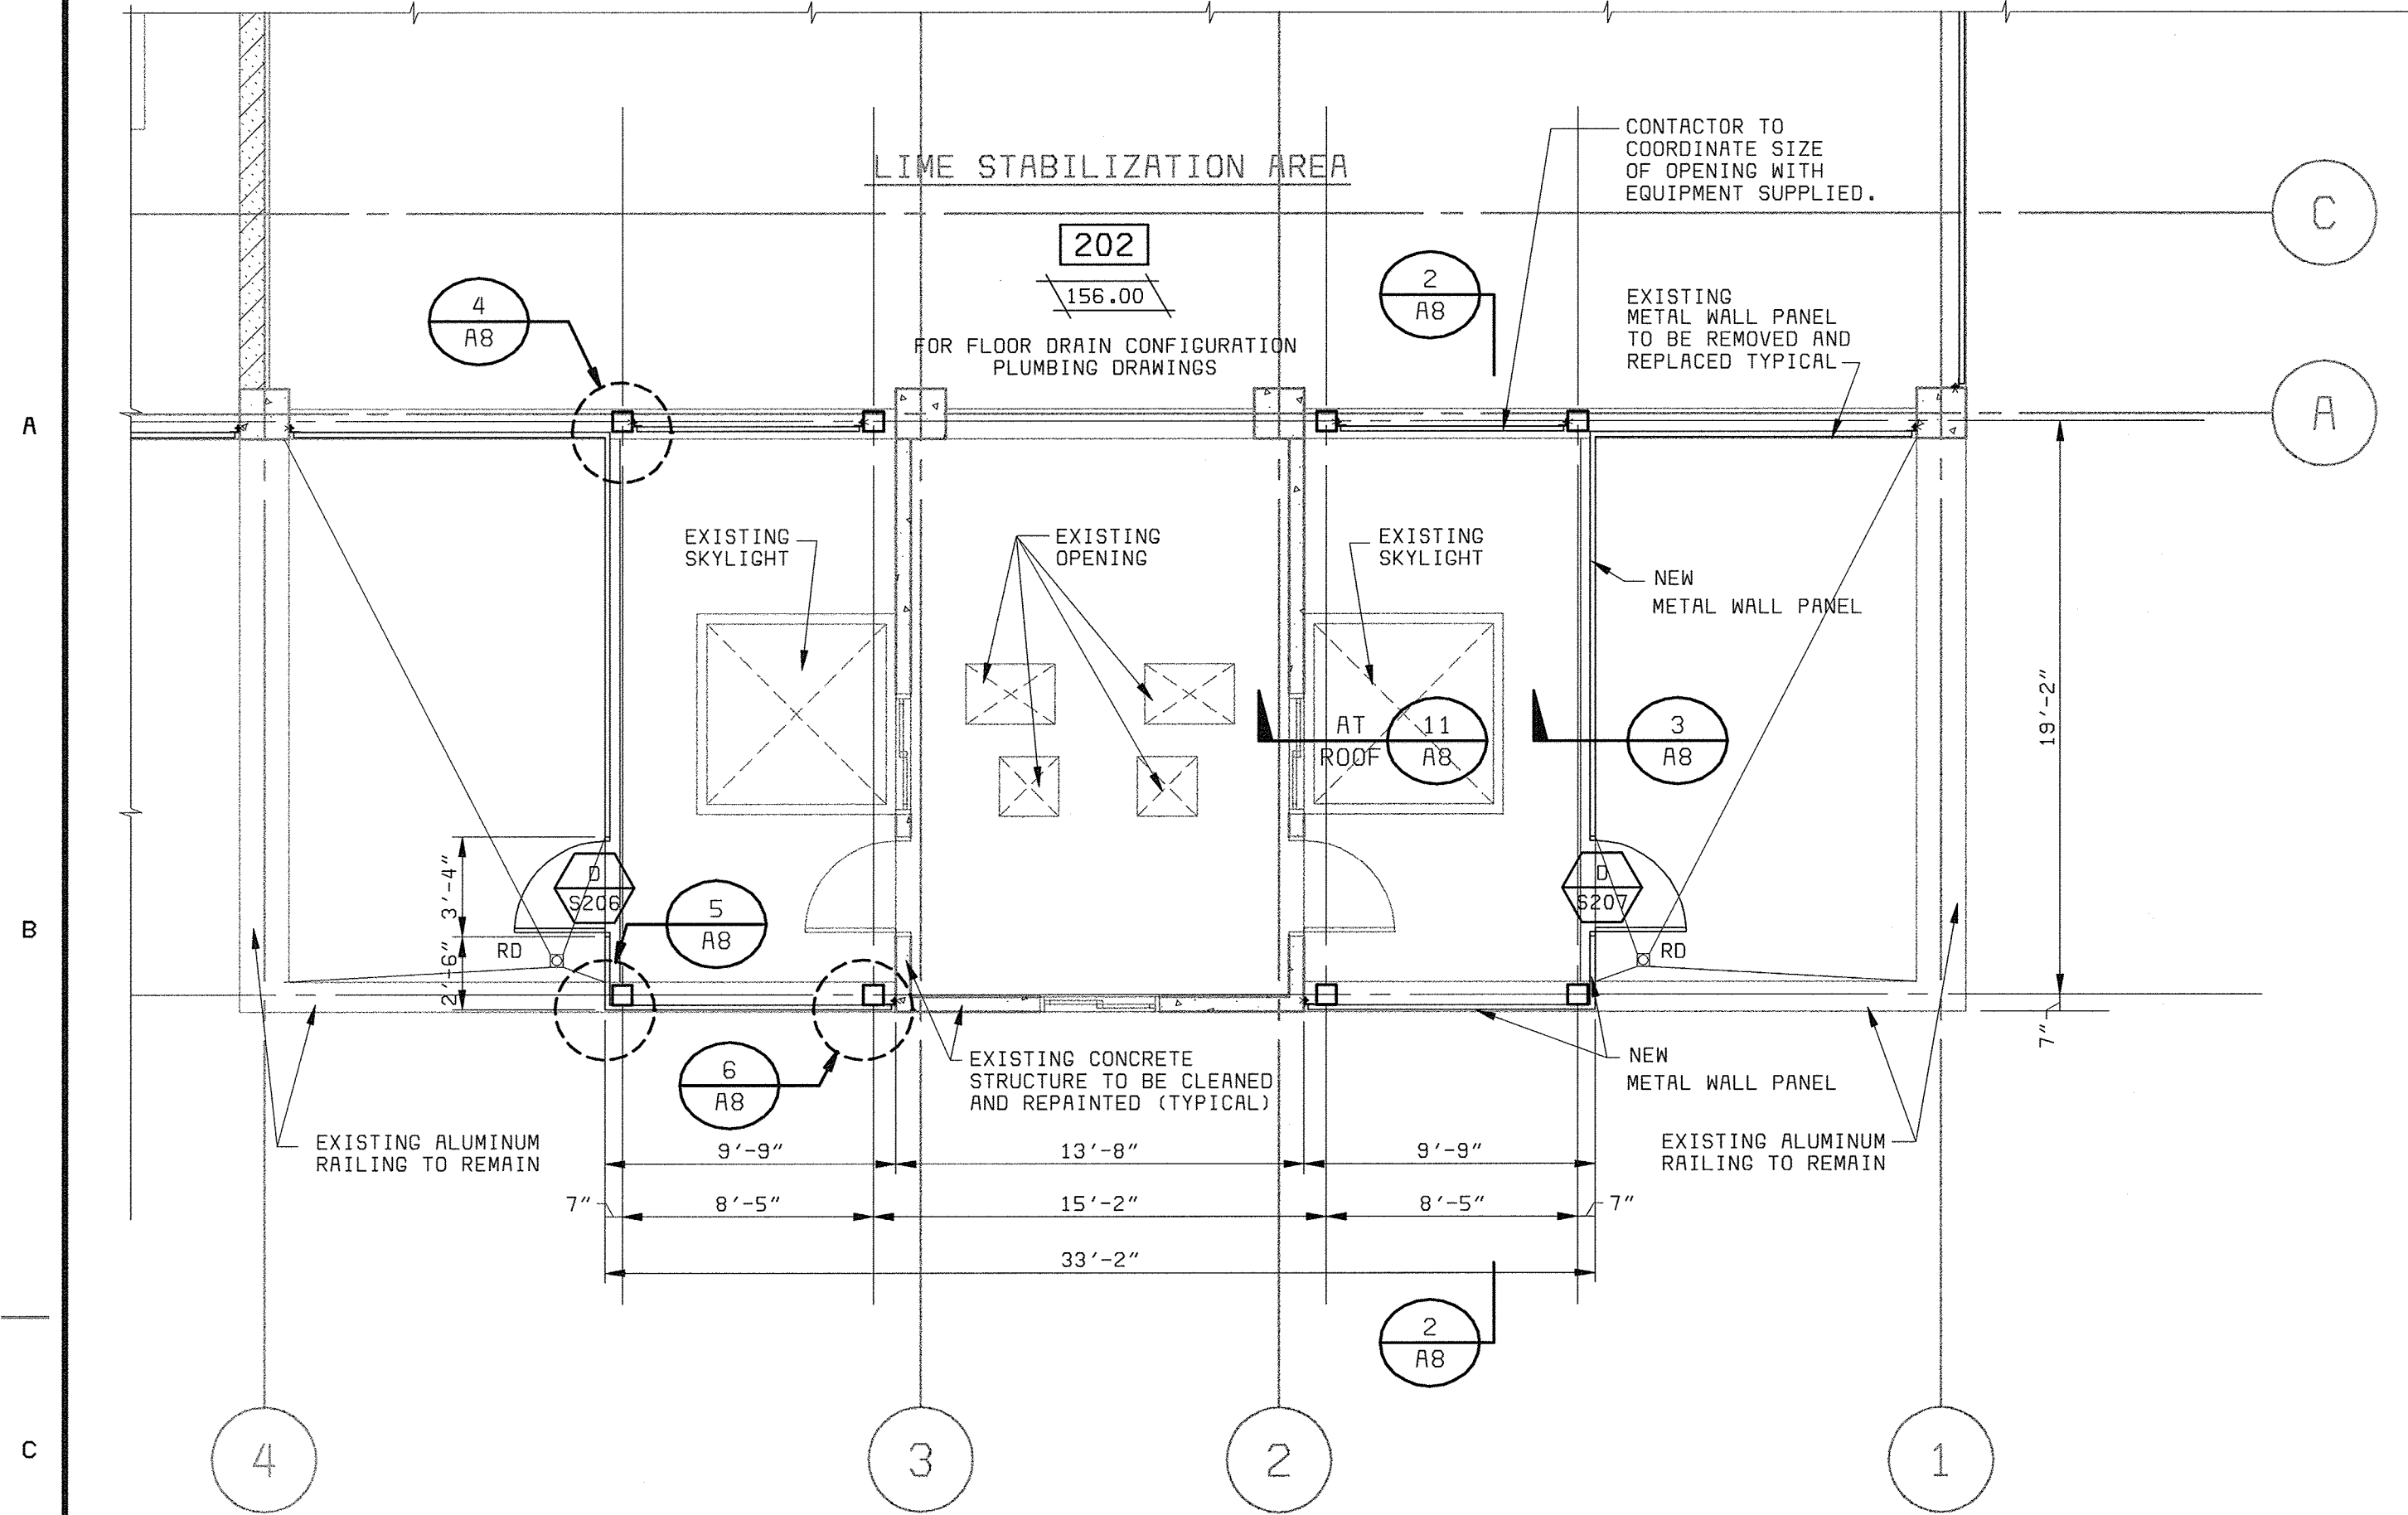 LIME STABILIZATION AREA
202
156.00
FOR FLOOR DRAIN CONFIGURATION
PLUMBING DRAWINGS
CONTACTOR TO
COORDINATE SIZE
OF OPENING WITH
EQUIPMENT SUPPLIED.
C
4
A8
2
A8
EXISTING
METAL WALL PANEL
TO BE REMOVED AND
REPLACED TYPICAL
A
A
EXISTING
SKYLIGHT
EXISTING
OPENING
EXISTING
SKYLIGHT
NEW
METAL WALL PANEL
AT
ROOF
11
A8
3
A8
19'-2"
3'-4"
D
S206
D
S207
5
A8
B
RD
RD
2'-6"
7"
6
A8
EXISTING CONCRETE
STRUCTURE TO BE CLEANED
AND REPAINTED (TYPICAL)
NEW
METAL WALL PANEL
EXISTING ALUMINUM
RAILING TO REMAIN
EXISTING ALUMINUM
RAILING TO REMAIN
9'-9"
13'-8"
9'-9"
7"
8'-5"
15'-2"
8'-5"
7"
33'-2"
2
A8
C
4
3
2
1